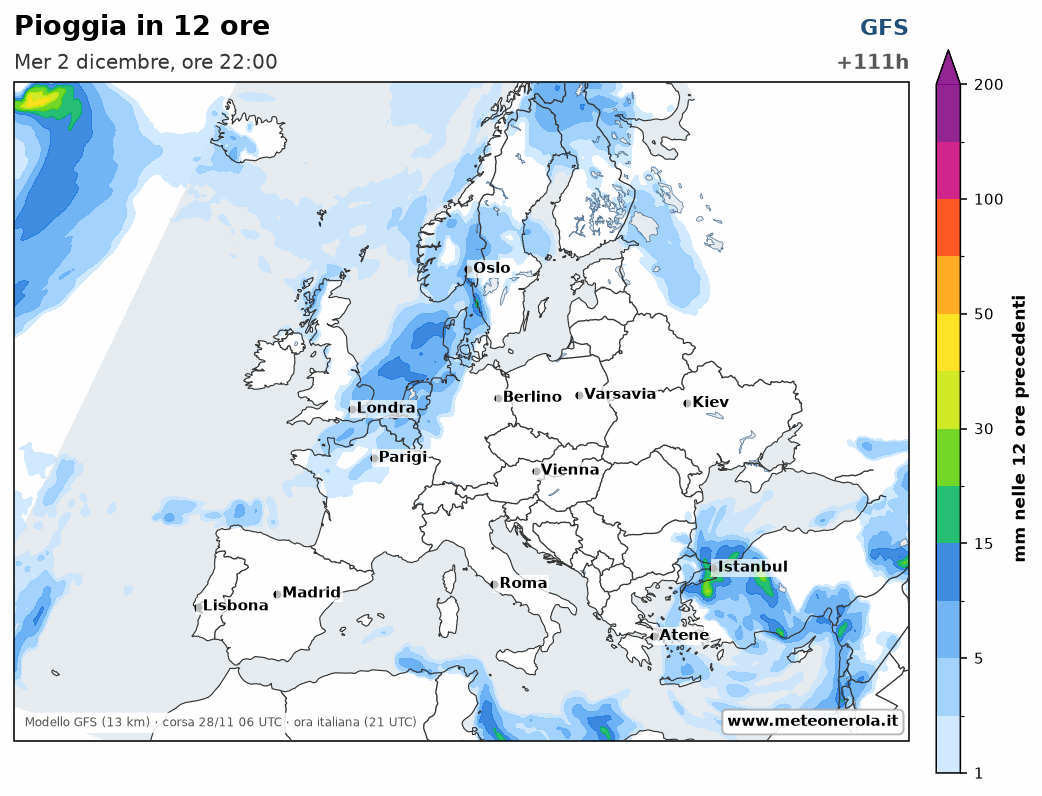 Pioggia in 12 ore
GFS
Mer 2 dicembre, ore 22:00
+111h
200
100
50
30
15
5
1
mm nelle 12 ore precedenti
Oslo
Berlino
Varsavia
Kiev
Londra
Parigi
Vienna
Istanbul
Roma
Madrid
Lisbona
Atene
Modello GFS (13 km) · corsa 28/11 06 UTC · ora italiana (21 UTC)
www.meteonerola.it